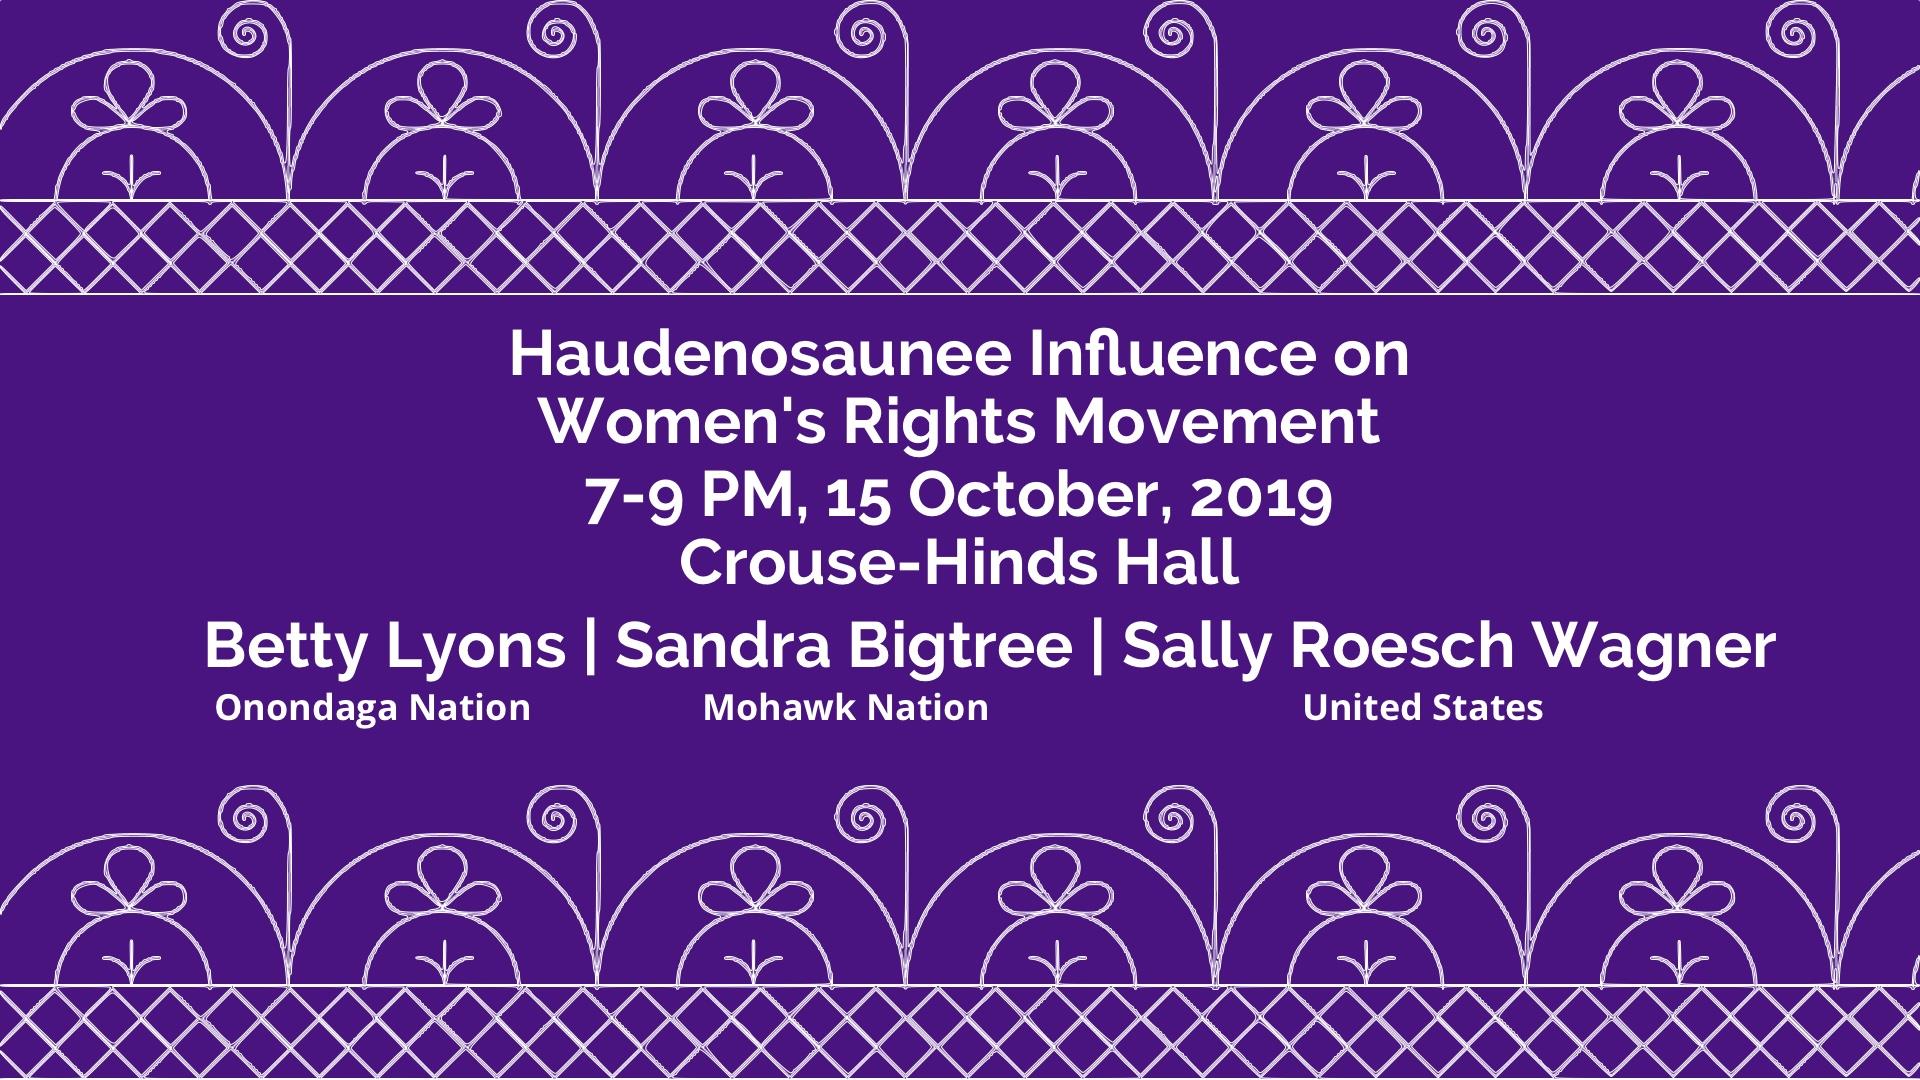 Haudenosaunee Influence on
Women's Rights Movement
7-9 PM, 15 October, 2019
Crouse-Hinds Hall
Betty Lyons | Sandra Bigtree | Sally Roesch Wagner
Onondaga Nation Mohawk Nation United States